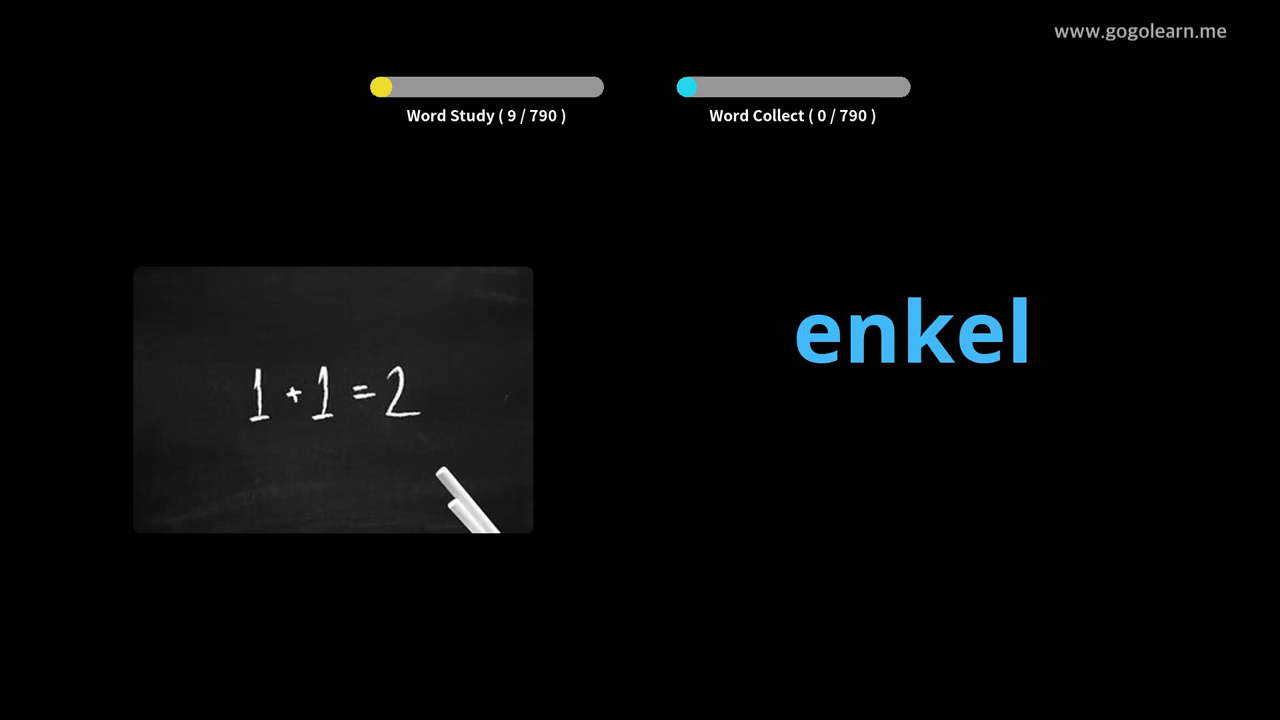 www.gogolearn.me
Word Study ( 9 / 790 )
Word Collect ( 0 / 790 )
enkel
1 + 1 = 2